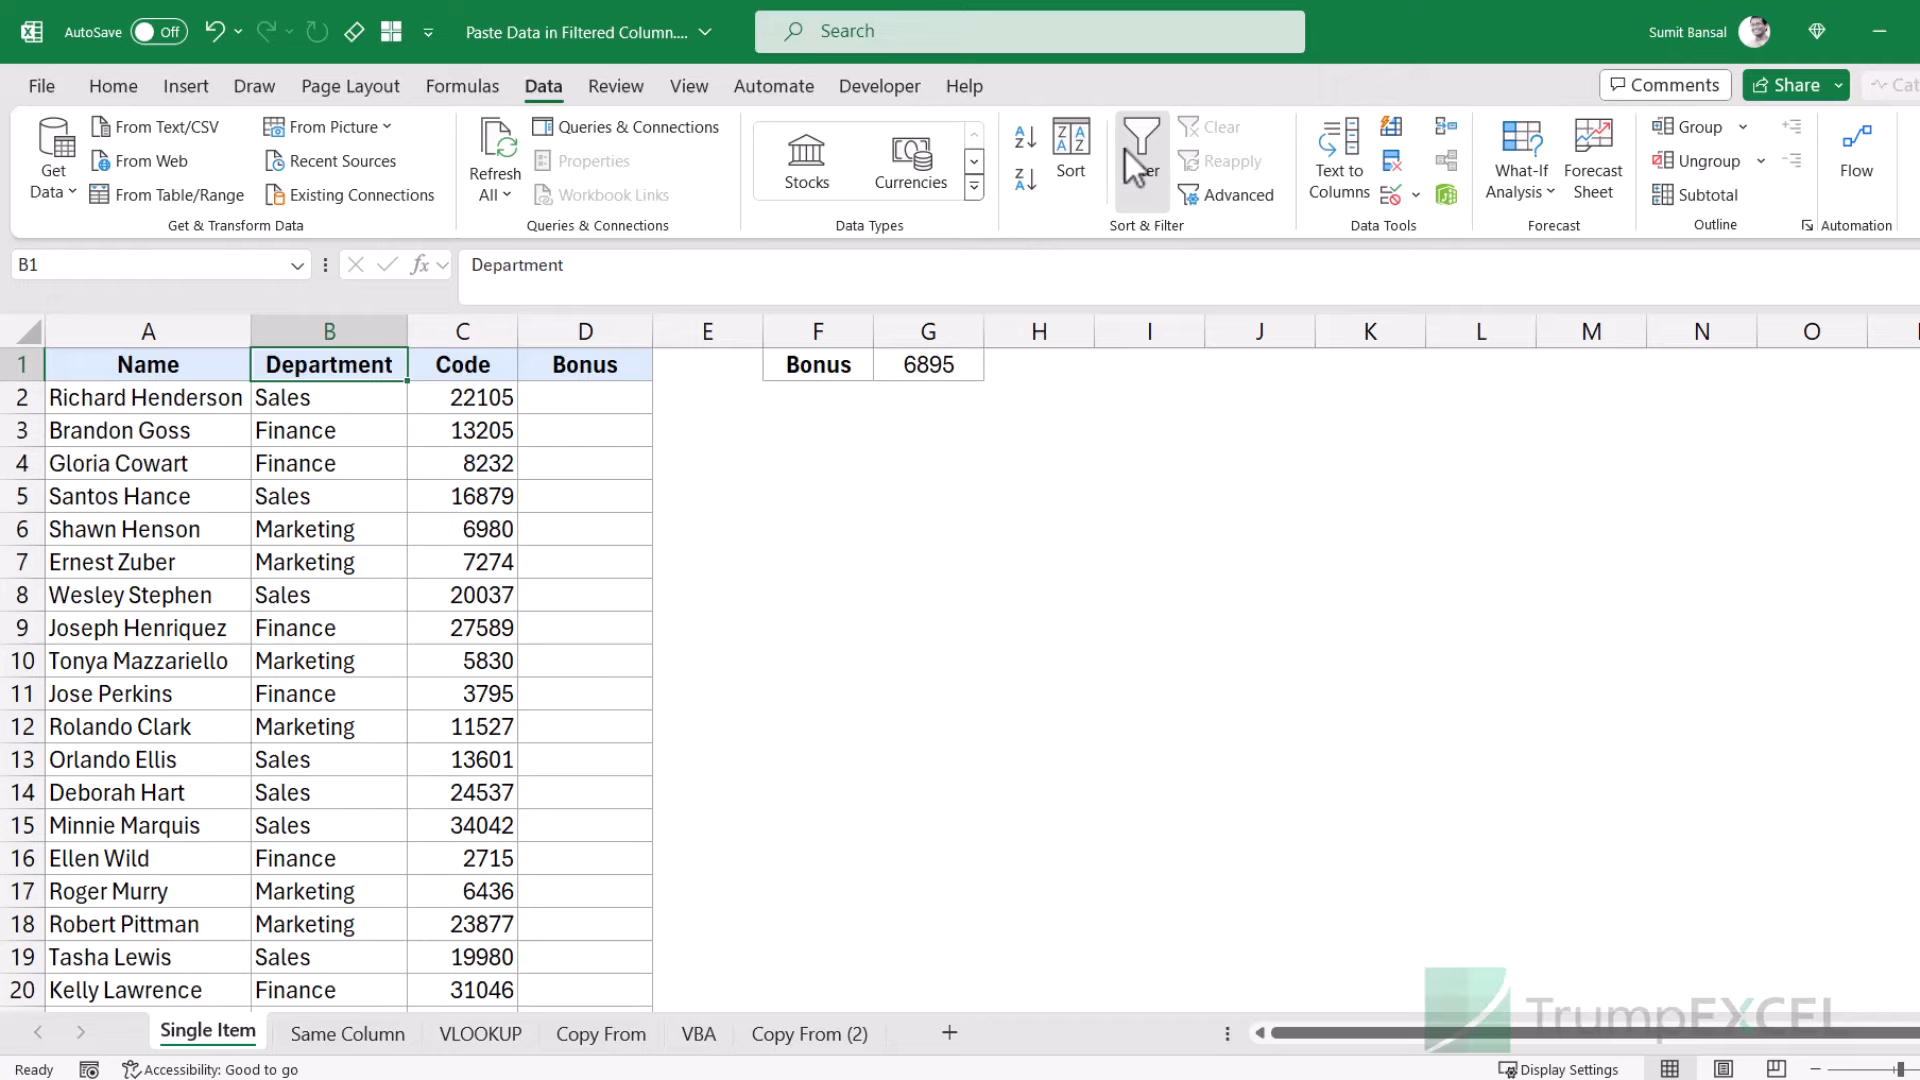 AutoSave Off Paste Data in Filtered Column.... Search Sumit Bansal
File Home Insert Draw Page Layout Formulas Data Review View Automate Developer Help Comments Share
Get Data From Text/CSV From Web From Table/Range From Picture Recent Sources Existing Connections
Refresh All Queries & Connections Properties Workbook Links
Stocks Currencies
Sort Clear Reapply Advanced
Text to Columns What-If Analysis Forecast Sheet Group Ungroup Subtotal Flow
Get & Transform Data Queries & Connections Data Types Sort & Filter Data Tools Forecast Outline Automation
B1 fx Department
A B C D E F G H I J K L M N O
1 Name Department Code Bonus Bonus 6895
2 Richard Henderson Sales 22105
3 Brandon Goss Finance 13205
4 Gloria Cowart Finance 8232
5 Santos Hance Sales 16879
6 Shawn Henson Marketing 6980
7 Ernest Zuber Marketing 7274
8 Wesley Stephen Sales 20037
9 Joseph Henriquez Finance 27589
10 Tonya Mazzariello Marketing 5830
11 Jose Perkins Finance 3795
12 Rolando Clark Marketing 11527
13 Orlando Ellis Sales 13601
14 Deborah Hart Sales 24537
15 Minnie Marquis Sales 34042
16 Ellen Wild Finance 2715
17 Roger Murry Marketing 6436
18 Robert Pittman Marketing 23877
19 Tasha Lewis Sales 19980
20 Kelly Lawrence Finance 31046
TrumpEXCEL
Single Item Same Column VLOOKUP Copy From VBA Copy From (2)
Ready Accessibility: Good to go Display Settings